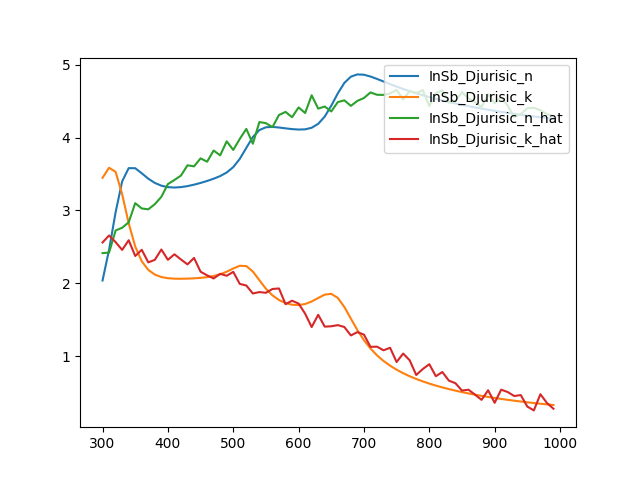 5
4
3
2
1
InSb_Djurisic_n
InSb_Djurisic_k
InSb_Djurisic_n_hat
InSb_Djurisic_k_hat
300 400 500 600 700 800 900 1000